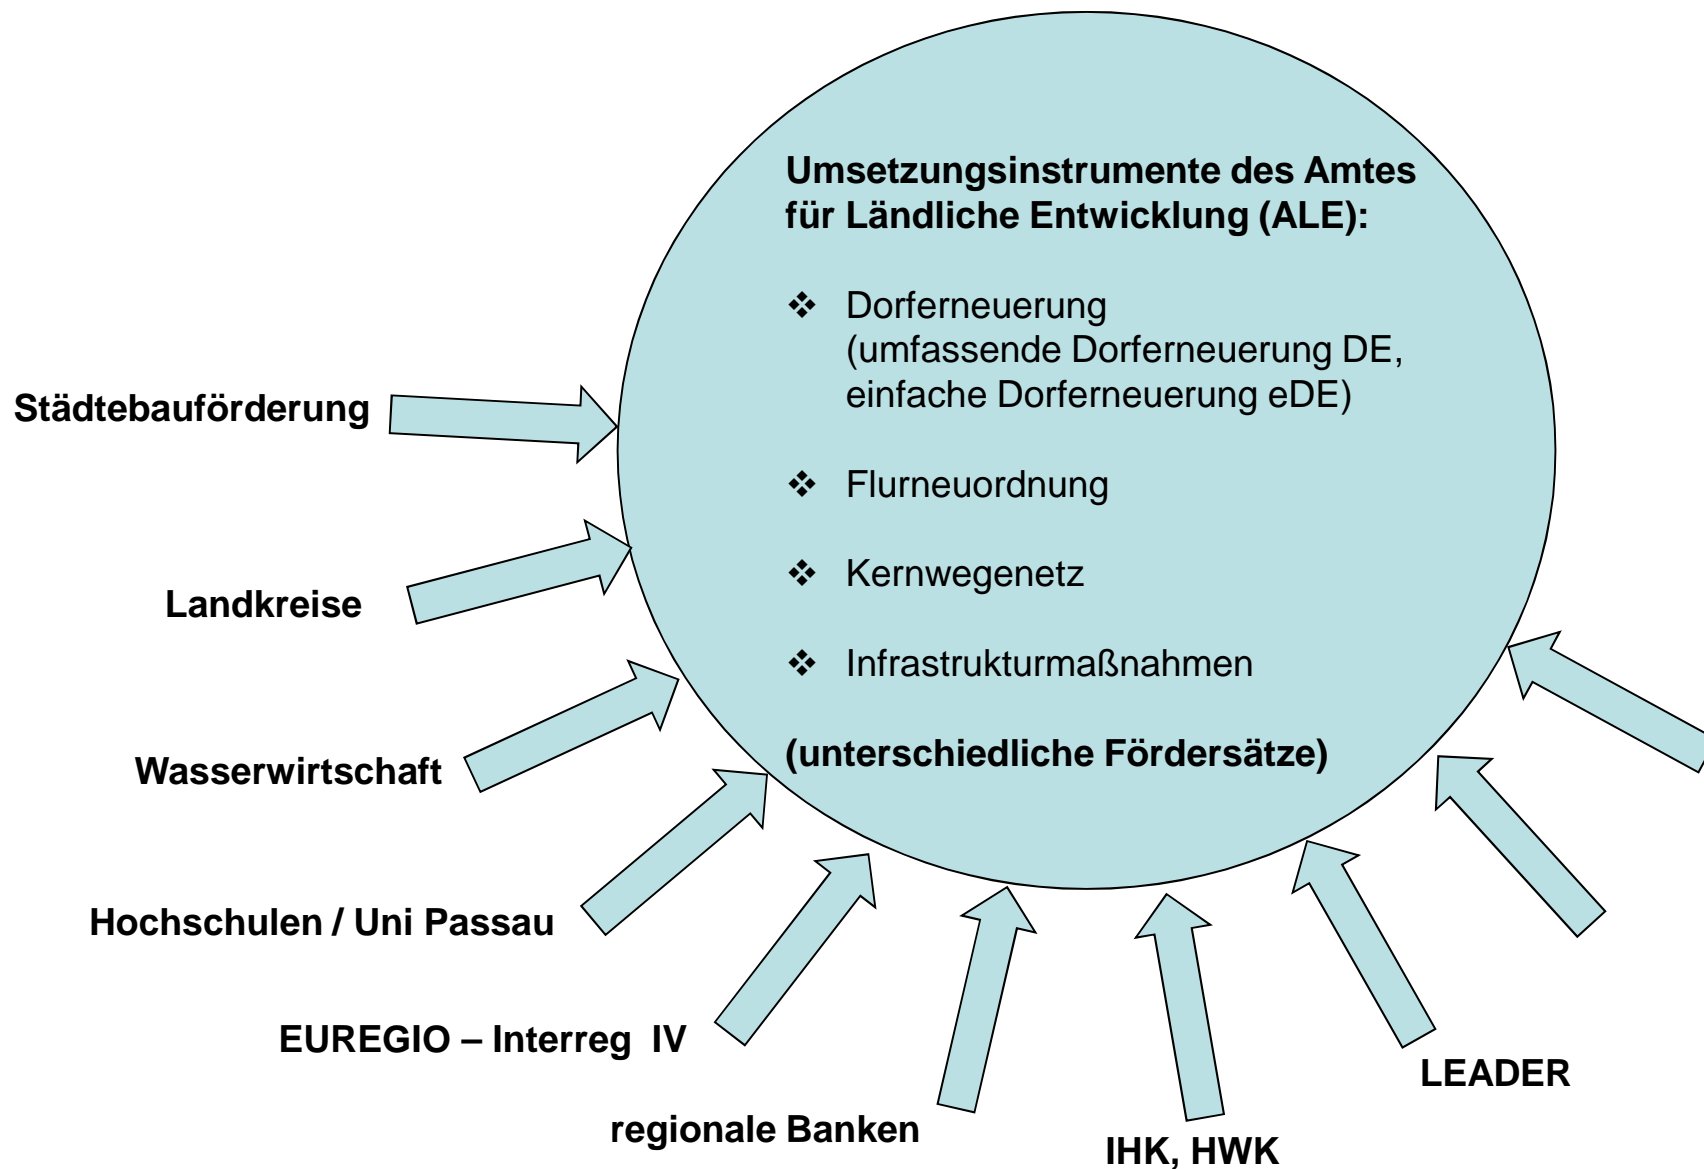 Umsetzungsinstrumente des Amtes
für Ländliche Entwicklung (ALE):
❖ Dorferneuerung
(umfassende Dorferneuerung DE,
einfache Dorferneuerung eDE)
❖ Flurneuordnung
❖ Kernwegenetz
❖ Infrastrukturmaßnahmen
(unterschiedliche Fördersätze)
Städtebauförderung
Landkreise
Wasserwirtschaft
Hochschulen / Uni Passau
EUREGIO – Interreg IV
regionale Banken
IHK, HWK
LEADER